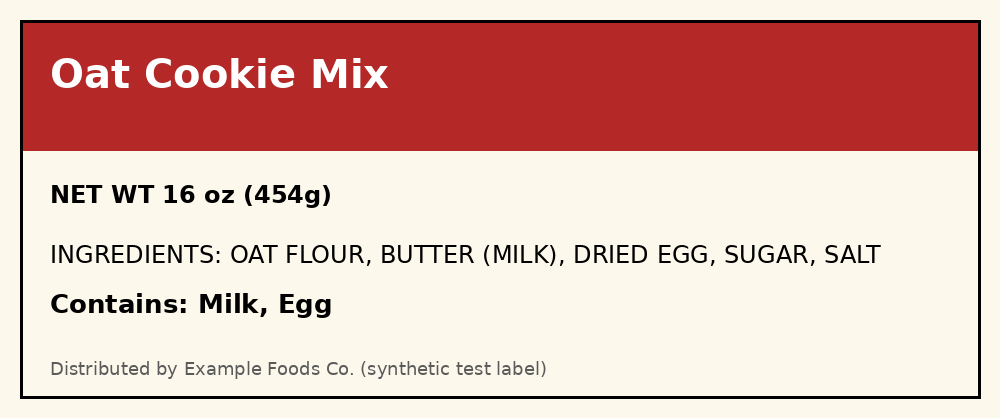 Oat Cookie Mix
NET WT 16 oz (454g)
INGREDIENTS: OAT FLOUR, BUTTER (MILK), DRIED EGG, SUGAR, SALT
Contains: Milk, Egg
Distributed by Example Foods Co. (synthetic test label)